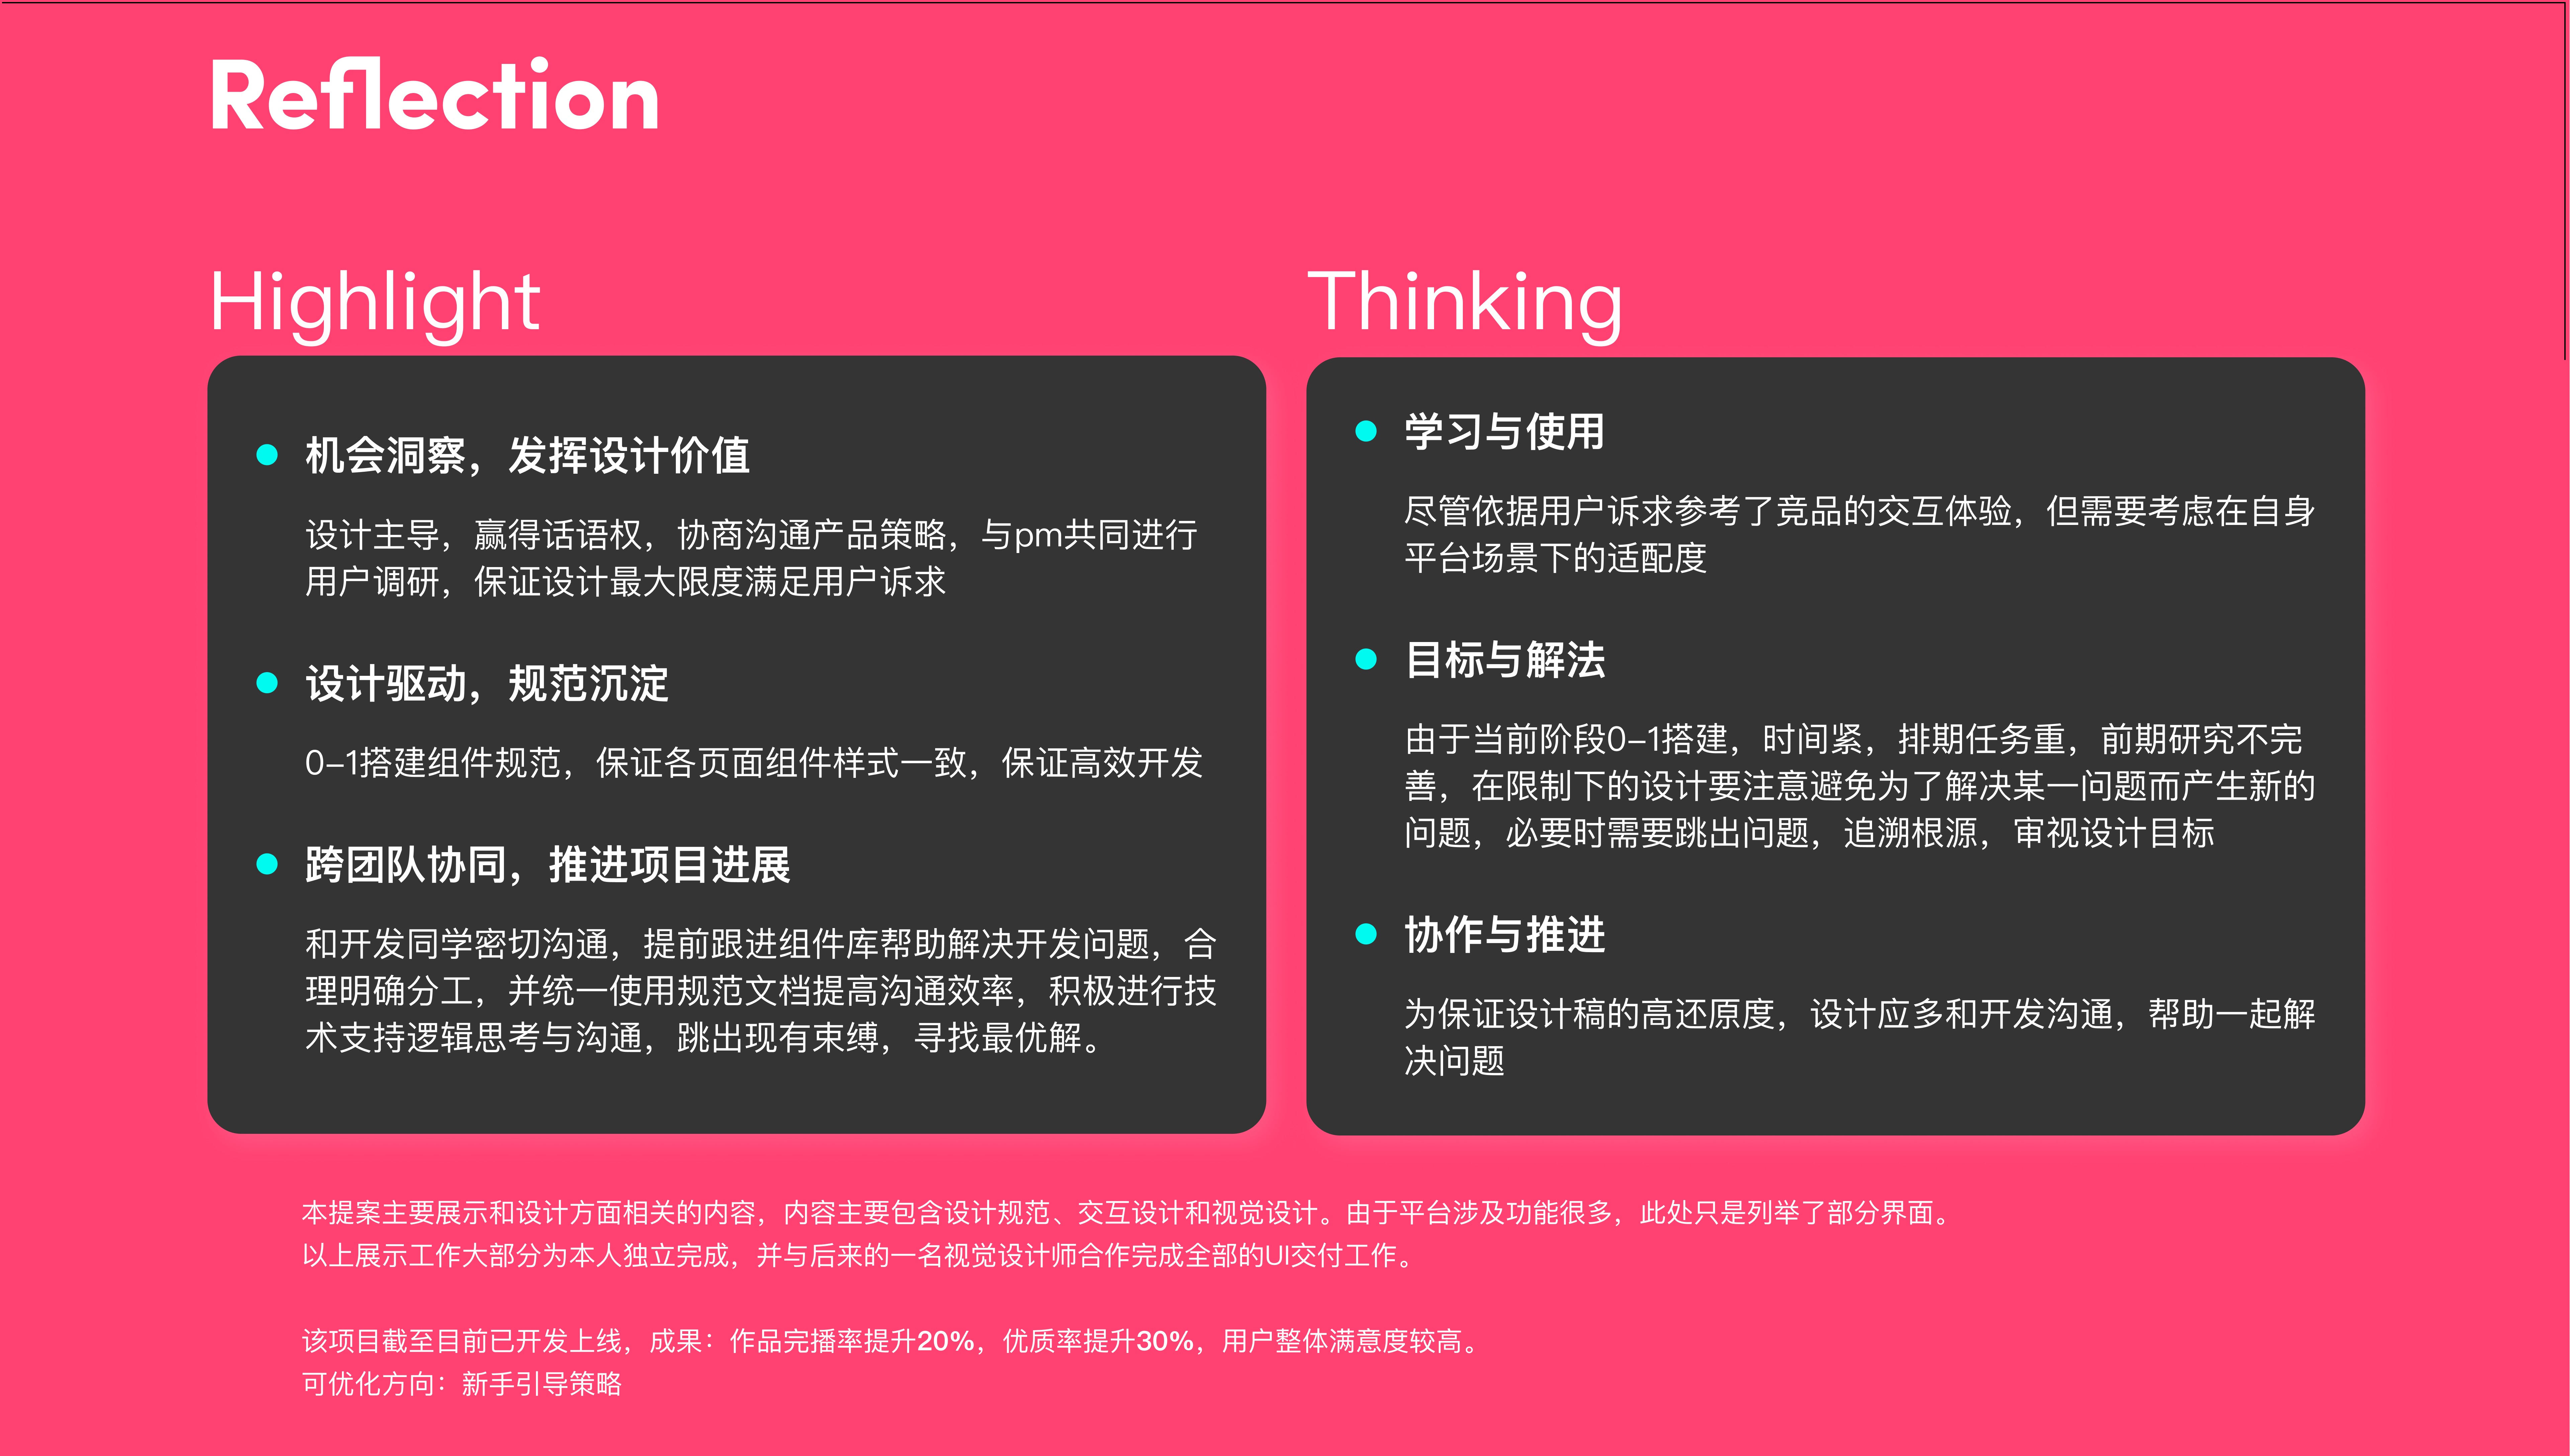 Reflection
Highlight
机会洞察，发挥设计价值
设计主导，赢得话语权，协商沟通产品策略，与pm共同进行
用户调研，保证设计最大限度满足用户诉求
设计驱动，规范沉淀
0-1搭建组件规范，保证各页面组件样式一致，保证高效开发
跨团队协同，推进项目进展
和开发同学密切沟通，提前跟进组件库帮助解决开发问题，合
理明确分工，并统一使用规范文档提高沟通效率，积极进行技
术支持逻辑思考与沟通，跳出现有束缚，寻找最优解。
Thinking
学习与使用
尽管依据用户诉求参考了竞品的交互体验，但需要考虑在自身
平台场景下的适配度
目标与解法
由于当前阶段0-1搭建，时间紧，排期任务重，前期研究不完
善，在限制下的设计要注意避免为了解决某一问题而产生新的
问题，必要时需要跳出问题，追溯根源，审视设计目标
协作与推进
为保证设计稿的高还原度，设计应多和开发沟通，帮助一起解
决问题
本提案主要展示和设计方面相关的内容，内容主要包含设计规范、交互设计和视觉设计。由于平台涉及功能很多，此处只是列举了部分界面。
以上展示工作大部分为本人独立完成，并与后来的一名视觉设计师合作完成全部的UI交付工作。
该项目截至目前已开发上线，成果：作品完播率提升20%，优质率提升30%，用户整体满意度较高。
可优化方向：新手引导策略